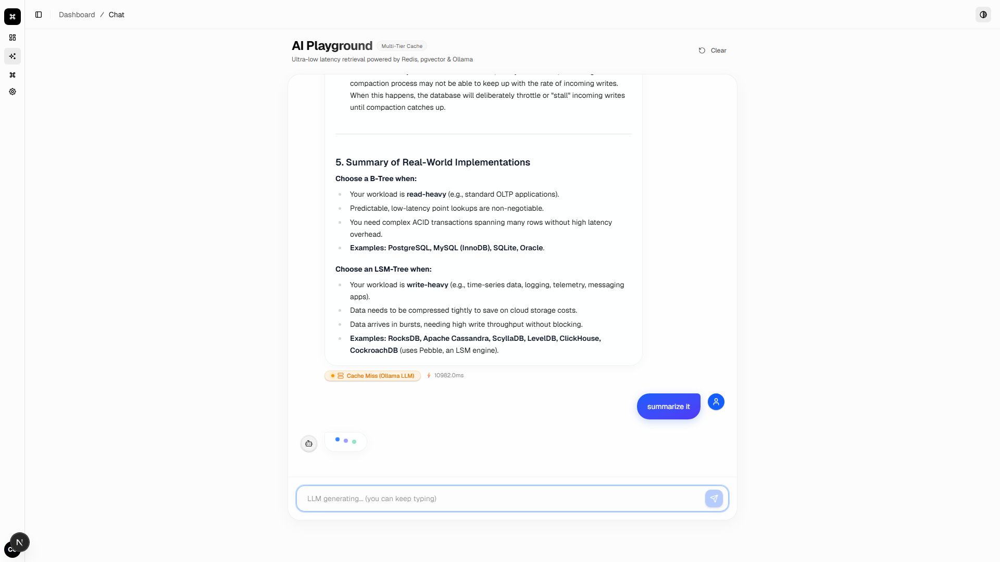 Dashboard / Chat
AI Playground
Multi-Tier Cache
Ultra-low latency retrieval powered by Redis, pgvector & Ollama
Clear
compaction process may not be able to keep up with the rate of incoming writes.
When this happens, the database will deliberately throttle or "stall" incoming writes
until compaction catches up.
5. Summary of Real-World Implementations
Choose a B-Tree when:
Your workload is read-heavy (e.g., standard OLTP applications).
Predictable, low-latency point lookups are non-negotiable.
You need complex ACID transactions spanning many rows without high latency
overhead.
Examples: PostgreSQL, MySQL (InnoDB), SQLite, Oracle.
Choose an LSM-Tree when:
Your workload is write-heavy (e.g., time-series data, logging, telemetry, messaging
apps).
Data needs to be compressed tightly to save on cloud storage costs.
Data arrives in bursts, needing high write throughput without blocking.
Examples: RocksDB, Apache Cassandra, ScyllaDB, LevelDB, ClickHouse,
CockroachDB (uses Pebble, an LSM engine).
Cache Miss (Ollama LLM)
10982.0ms
summarize it
LLM generating... (you can keep typing)
N